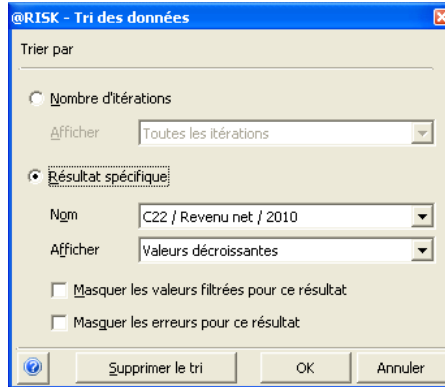 @RISK - Tri des données
Trier par
Nombre d'itérations
Afficher Toutes les itérations
Résultat spécifique
Nom C22 / Revenu net / 2010
Afficher Valeurs décroissantes
Masquer les valeurs filtrées pour ce résultat
Masquer les erreurs pour ce résultat
Supprimer le tri OK Annuler